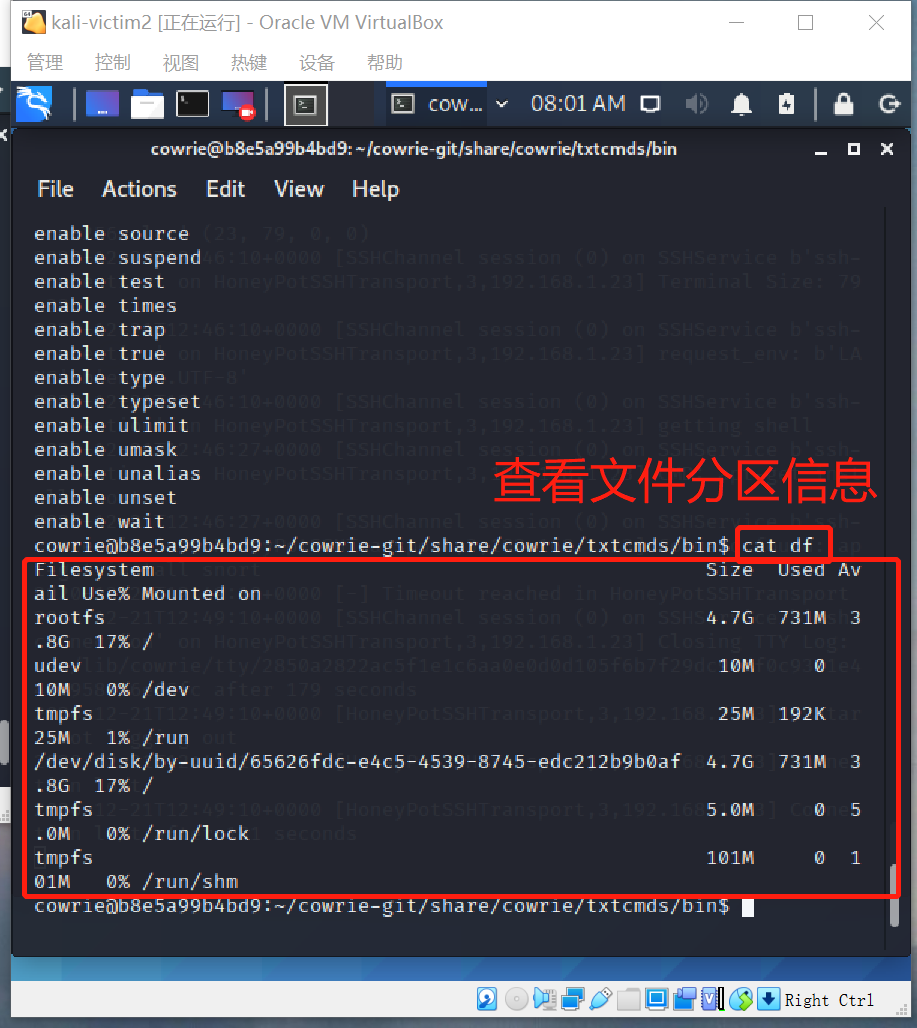 kali-victim2 [正在运行] - Oracle VM VirtualBox
管理 控制 视图 热键 设备 帮助
cow... 08:01 AM
cowrie@b8e5a99b4bd9: ~/cowrie-git/share/cowrie/txtcmds/bin
File Actions Edit View Help
enable source
enable suspend
enable test
enable times
enable trap
enable true
enable type
enable typeset
enable ulimit
enable umask
enable unalias
查看文件分区信息
enable unset
enable wait
cowrie@b8e5a99b4bd9:~/cowrie-git/share/cowrie/txtcmds/bin$ cat df
Filesystem Size Used Av
ail Use% Mounted on
rootfs 4.7G 731M 3
.8G 17% /
udev 10M 0
10M 0% /dev
tmpfs 25M 192K
25M 1% /run
/dev/disk/by-uuid/65626fdc-e4c5-4539-8745-edc212b9b0af 4.7G 731M 3
.8G 17% /
tmpfs 5.0M 0 5
.0M 0% /run/lock
tmpfs 101M 0 1
01M 0% /run/shm
cowrie@b8e5a99b4bd9:~/cowrie-git/share/cowrie/txtcmds/bin$
Right Ctrl